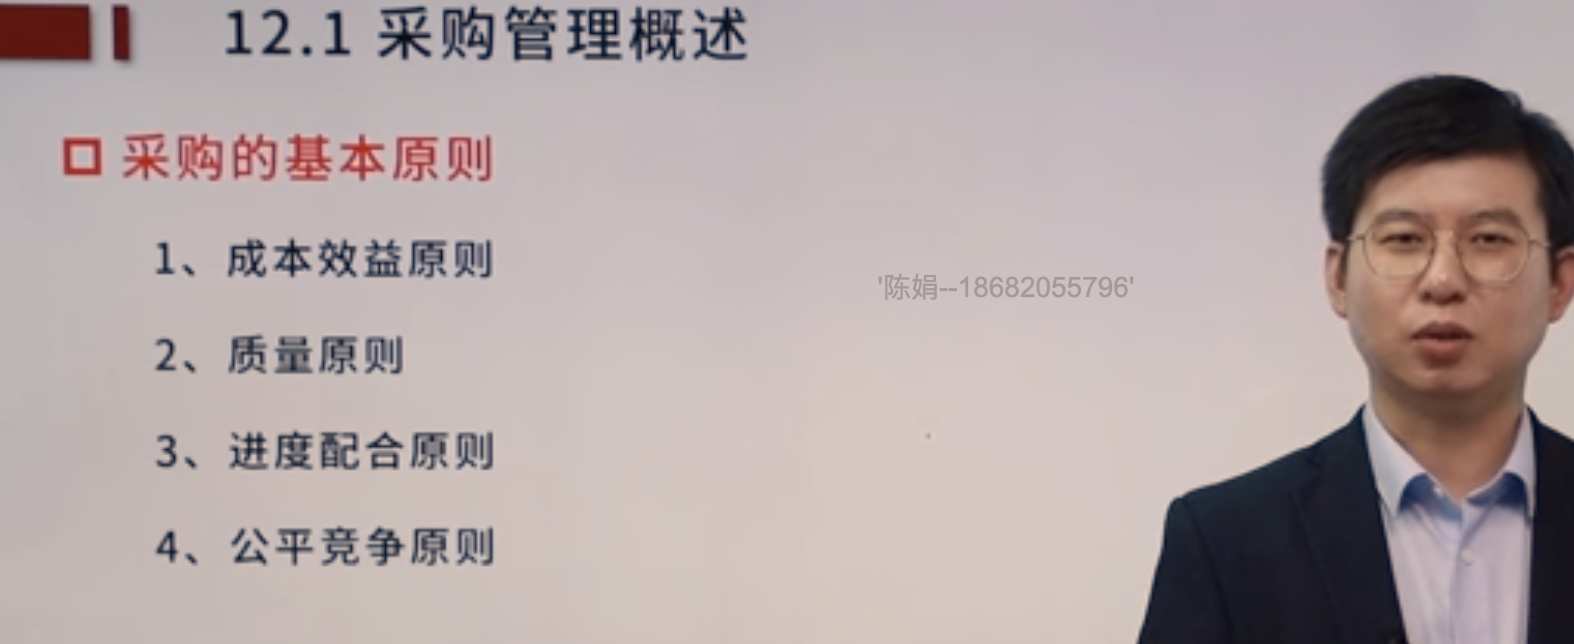 12.1 采购管理概述
采购的基本原则
1、成本效益原则
'陈娟--18682055796'
2、质量原则
3、进度配合原则
4、公平竞争原则